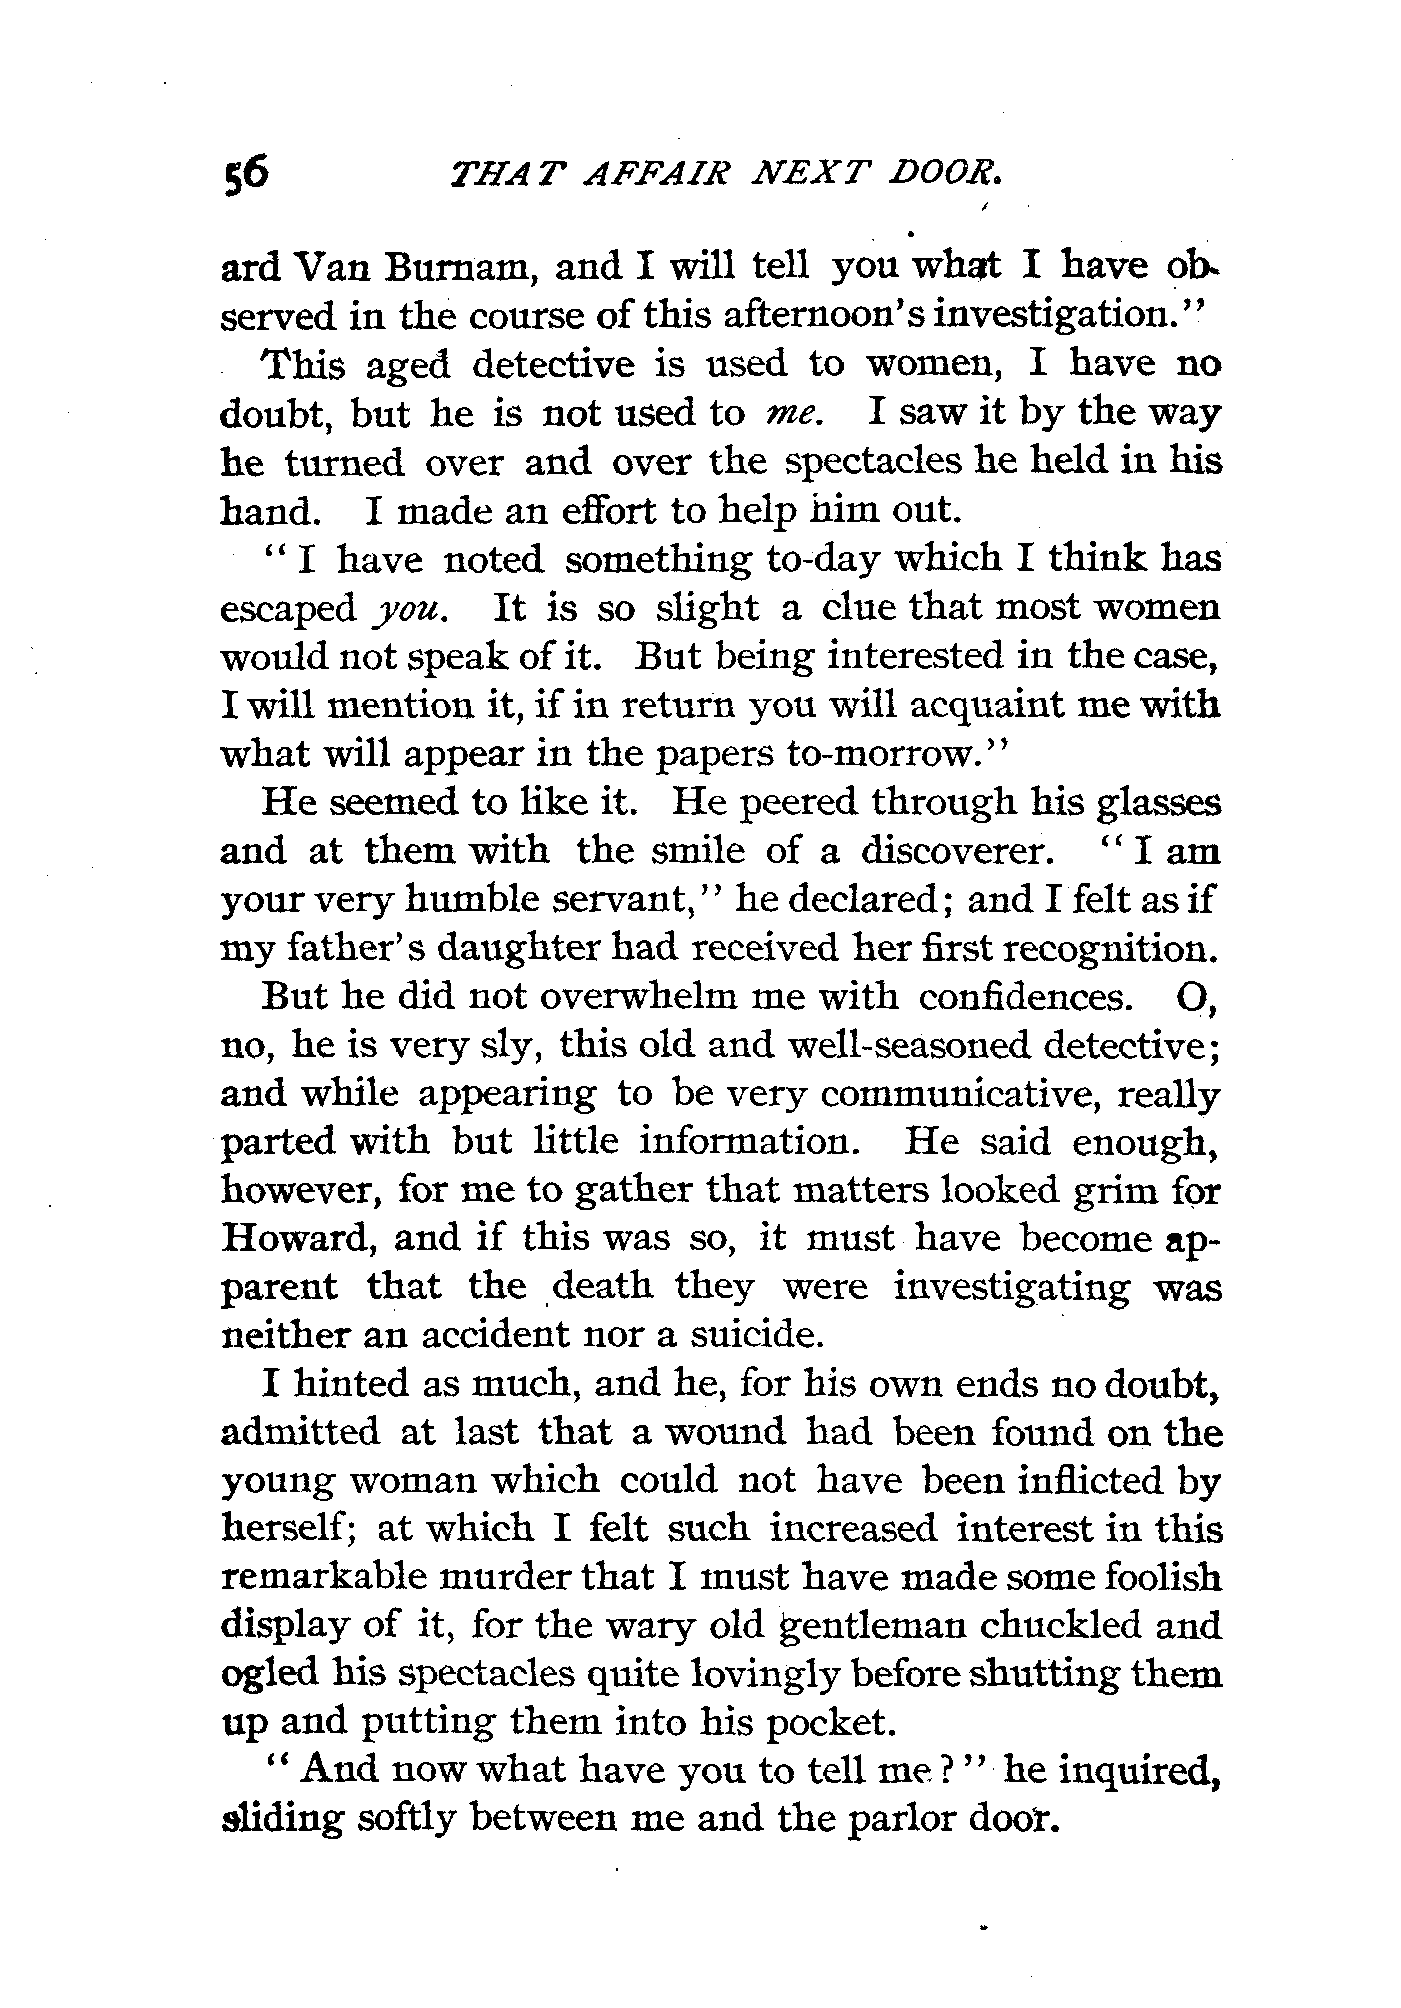 56 THAT AFFAIR NEXT DOOR.
ard Van Burnam, and I will tell you what I have ob-
served in the course of this afternoon's investigation."
This aged detective is used to women, I have no
doubt, but he is not used to me. I saw it by the way
he turned over and over the spectacles he held in his
hand. I made an effort to help him out.
"I have noted something to-day which I think has
escaped you. It is so slight a clue that most women
would not speak of it. But being interested in the case,
I will mention it, if in return you will acquaint me with
what will appear in the papers to-morrow."
He seemed to like it. He peered through his glasses
and at them with the smile of a discoverer. "I am
your very humble servant," he declared; and I felt as if
my father's daughter had received her first recognition.
But he did not overwhelm me with confidences. O,
no, he is very sly, this old and well-seasoned detective;
and while appearing to be very communicative, really
parted with but little information. He said enough,
however, for me to gather that matters looked grim for
Howard, and if this was so, it must have become ap-
parent that the death they were investigating was
neither an accident nor a suicide.
I hinted as much, and he, for his own ends no doubt,
admitted at last that a wound had been found on the
young woman which could not have been inflicted by
herself; at which I felt such increased interest in this
remarkable murder that I must have made some foolish
display of it, for the wary old gentleman chuckled and
ogled his spectacles quite lovingly before shutting them
up and putting them into his pocket.
"And now what have you to tell me?" he inquired,
sliding softly between me and the parlor door.